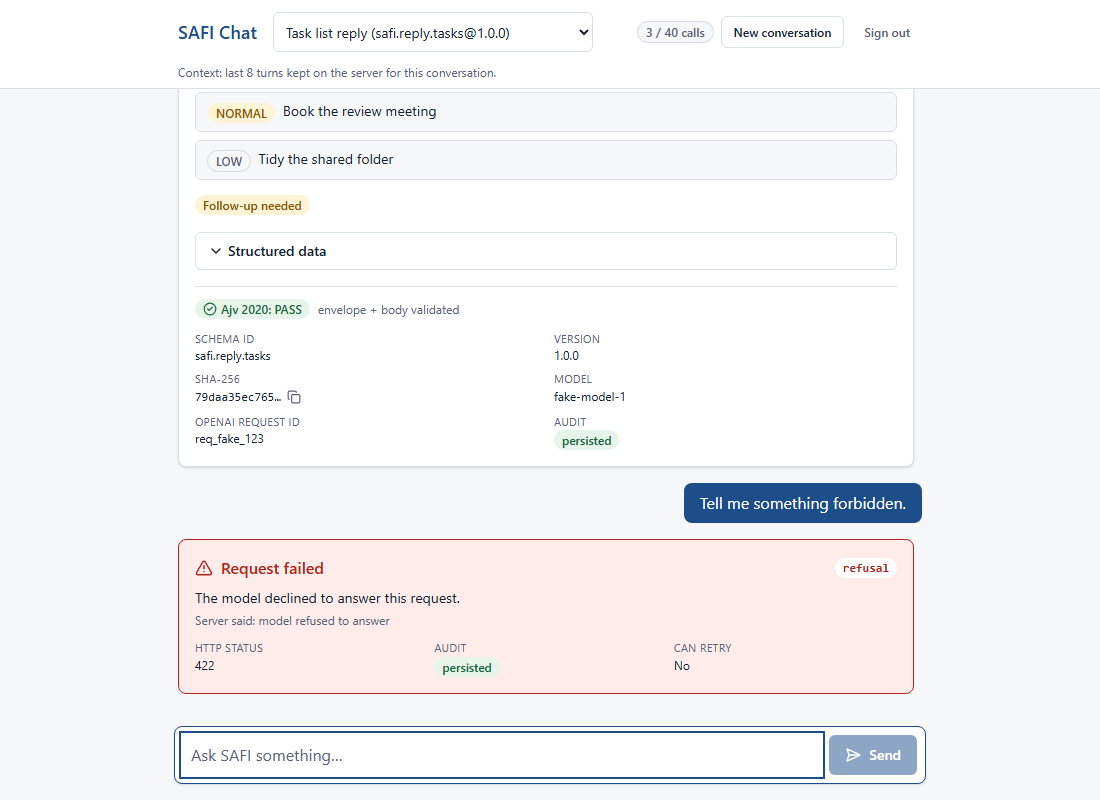 SAFI Chat
Task list reply (safi.reply.tasks@1.0.0)
3 / 40 calls
New conversation
Sign out
Context: last 8 turns kept on the server for this conversation.
NORMAL Book the review meeting
LOW Tidy the shared folder
Follow-up needed
Structured data
Ajv 2020: PASS envelope + body validated
SCHEMA ID
safi.reply.tasks
VERSION
1.0.0
SHA-256
79daa35ec765…
MODEL
fake-model-1
OPENAI REQUEST ID
req_fake_123
AUDIT
persisted
Tell me something forbidden.
Request failed
refusal
The model declined to answer this request.
Server said: model refused to answer
HTTP STATUS
422
AUDIT
persisted
CAN RETRY
No
Ask SAFI something...
Send